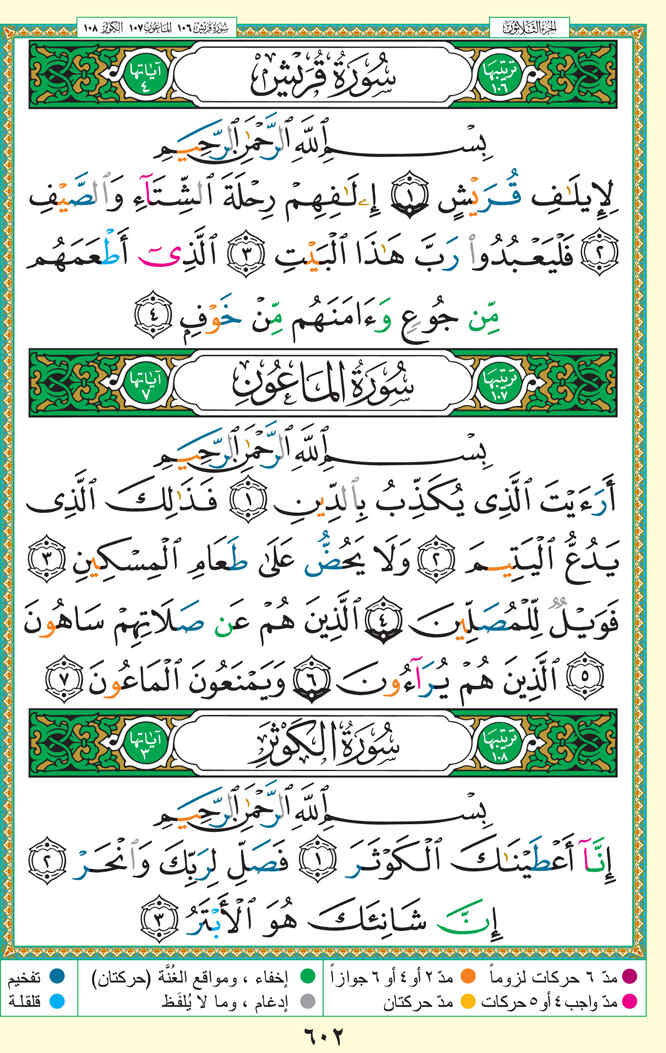 الجزء الثلاثون
سورة قريش ١٠٦ الماعون ١٠٧ الكوثر ١٠٨
ترتيبها ١٠٦ سُورَةُ قُرَيْشٍ آياتها ٤
بِسْمِ ٱللَّهِ ٱلرَّحْمَٰنِ ٱلرَّحِيمِ
لِإِيلَٰفِ قُرَيْشٍ ١ إِۦلَٰفِهِمْ رِحْلَةَ ٱلشِّتَآءِ وَٱلصَّيْفِ
٢ فَلْيَعْبُدُوا۟ رَبَّ هَٰذَا ٱلْبَيْتِ ٣ ٱلَّذِىٓ أَطْعَمَهُم
مِّن جُوعٍ وَءَامَنَهُم مِّنْ خَوْفٍۭ ٤
ترتيبها ١٠٧ سُورَةُ المَاعُونِ آياتها ٧
بِسْمِ ٱللَّهِ ٱلرَّحْمَٰنِ ٱلرَّحِيمِ
أَرَءَيْتَ ٱلَّذِى يُكَذِّبُ بِٱلدِّينِ ١ فَذَٰلِكَ ٱلَّذِى
يَدُعُّ ٱلْيَتِيمَ ٢ وَلَا يَحُضُّ عَلَىٰ طَعَامِ ٱلْمِسْكِينِ ٣
فَوَيْلٌ لِّلْمُصَلِّينَ ٤ ٱلَّذِينَ هُمْ عَن صَلَاتِهِمْ سَاهُونَ
٥ ٱلَّذِينَ هُمْ يُرَآءُونَ ٦ وَيَمْنَعُونَ ٱلْمَاعُونَ ٧
ترتيبها ١٠٨ سُورَةُ الكَوْثَرِ آياتها ٣
بِسْمِ ٱللَّهِ ٱلرَّحْمَٰنِ ٱلرَّحِيمِ
إِنَّآ أَعْطَيْنَٰكَ ٱلْكَوْثَرَ ١ فَصَلِّ لِرَبِّكَ وَٱنْحَرْ ٢
إِنَّ شَانِئَكَ هُوَ ٱلْأَبْتَرُ ٣
مدّ ٦ حركات لزوماً مدّ ٢ أو ٤ أو ٦ جوازاً إخفاء ، ومواقع الغُنَّة (حركتان) تفخيم
مدّ واجب ٤ أو ٥ حركات مدّ حركتان إدغام ، وما لا يُلفَظ قلقلة
٦٠٢